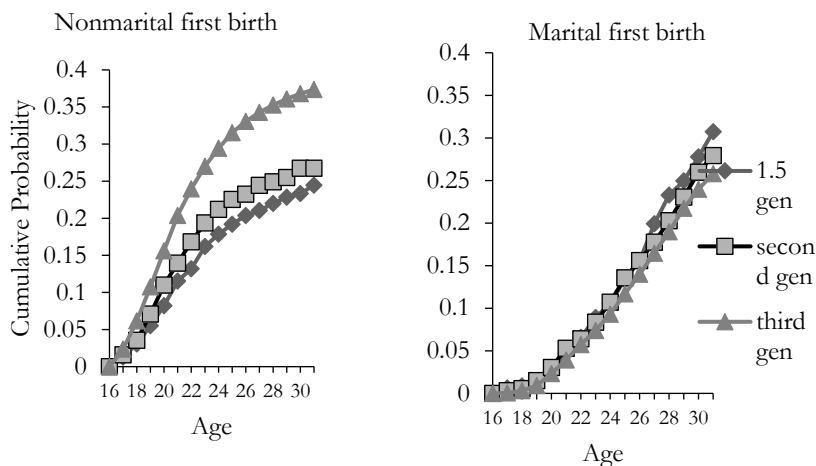 Nonmarital first birth
0.4
0.35
0.3
0.25
0.2
0.15
0.1
0.05
0
16 18 20 22 24 26 28 30
Cumulative Probability
Age
Marital first birth
0.4
0.35
0.3
0.25
0.2
0.15
0.1
0.05
0
16 18 20 22 24 26 28 30
Age
1.5
gen
secon
d gen
third
gen